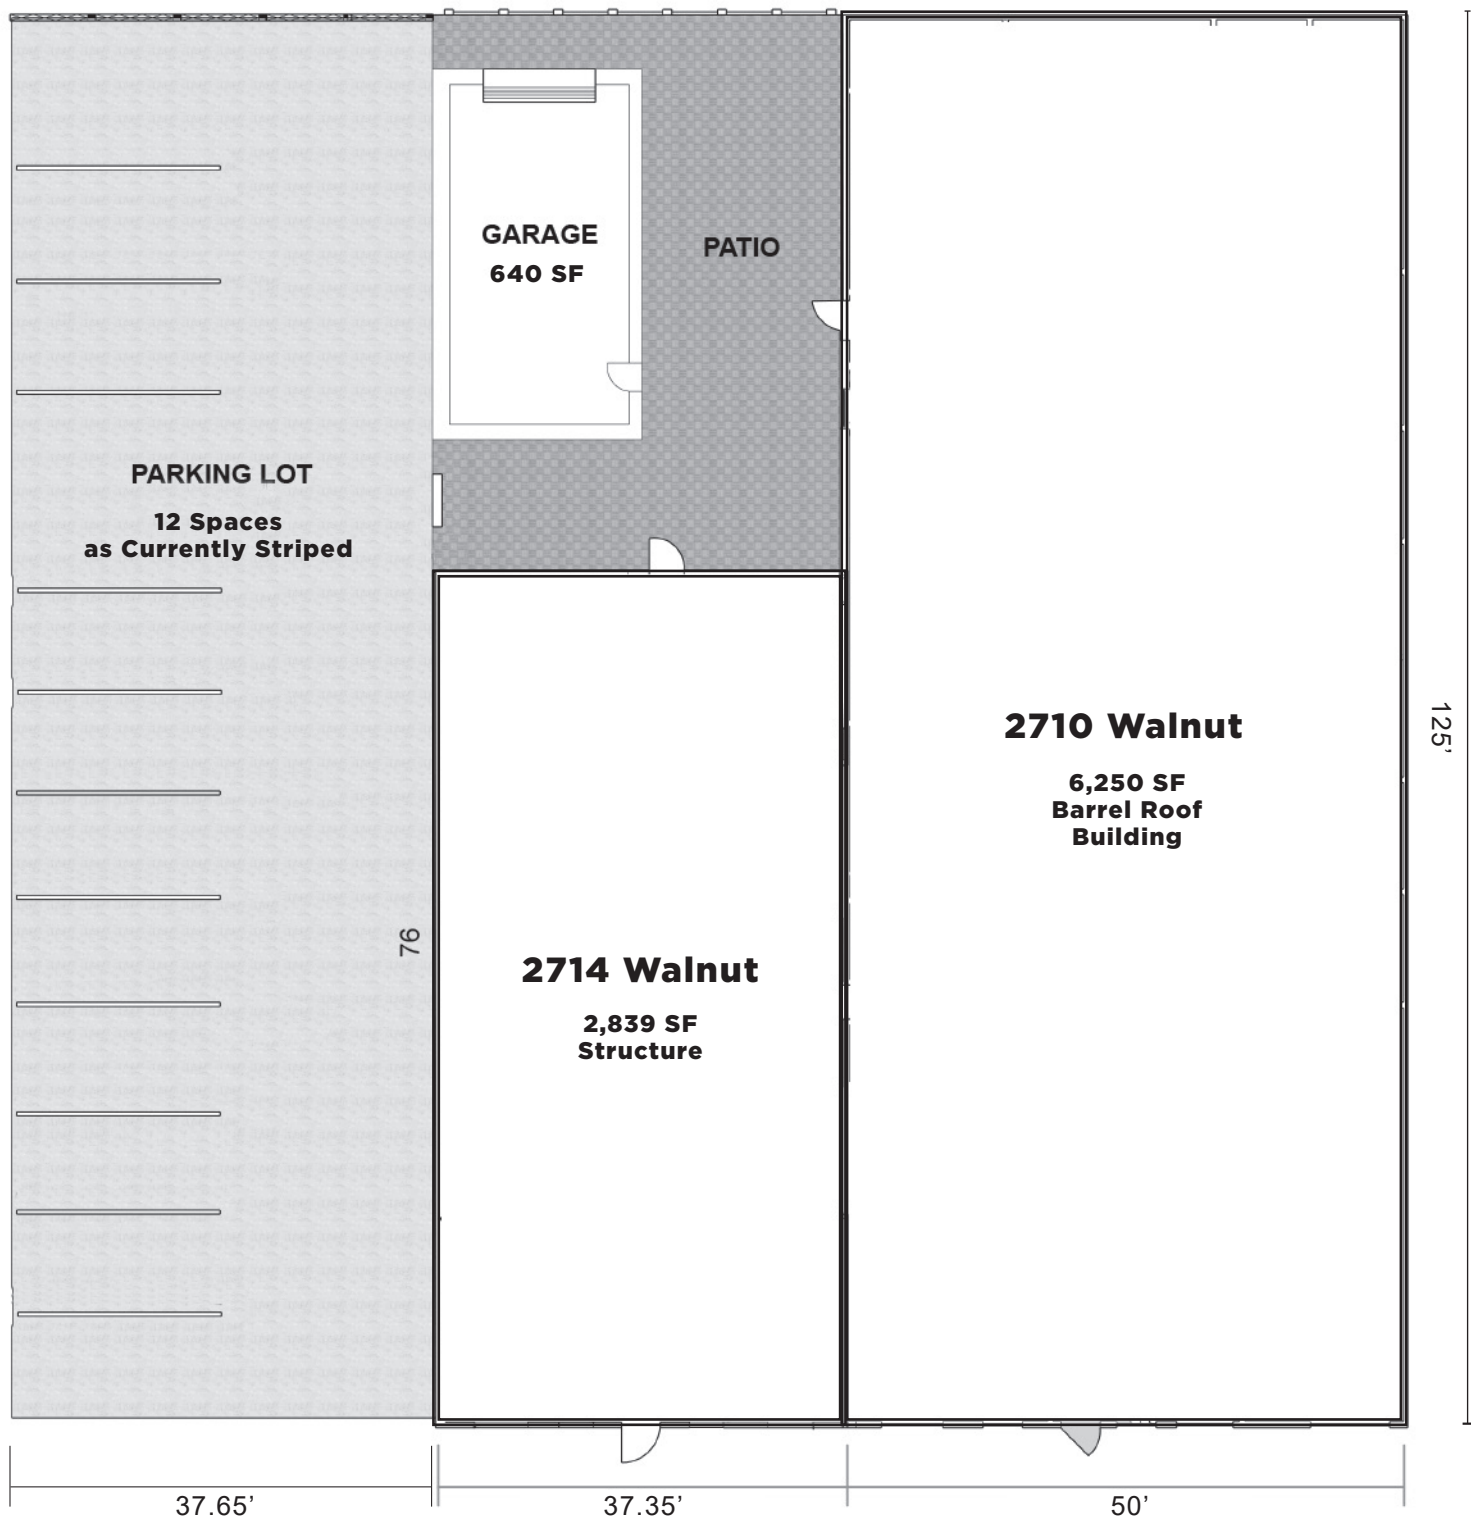 GARAGE
640 SF
PATIO
PARKING LOT
12 Spaces
as Currently Striped
2710 Walnut
6,250 SF
Barrel Roof
Building
125'
76
2714 Walnut
2,839 SF
Structure
37.65'
37.35'
50'